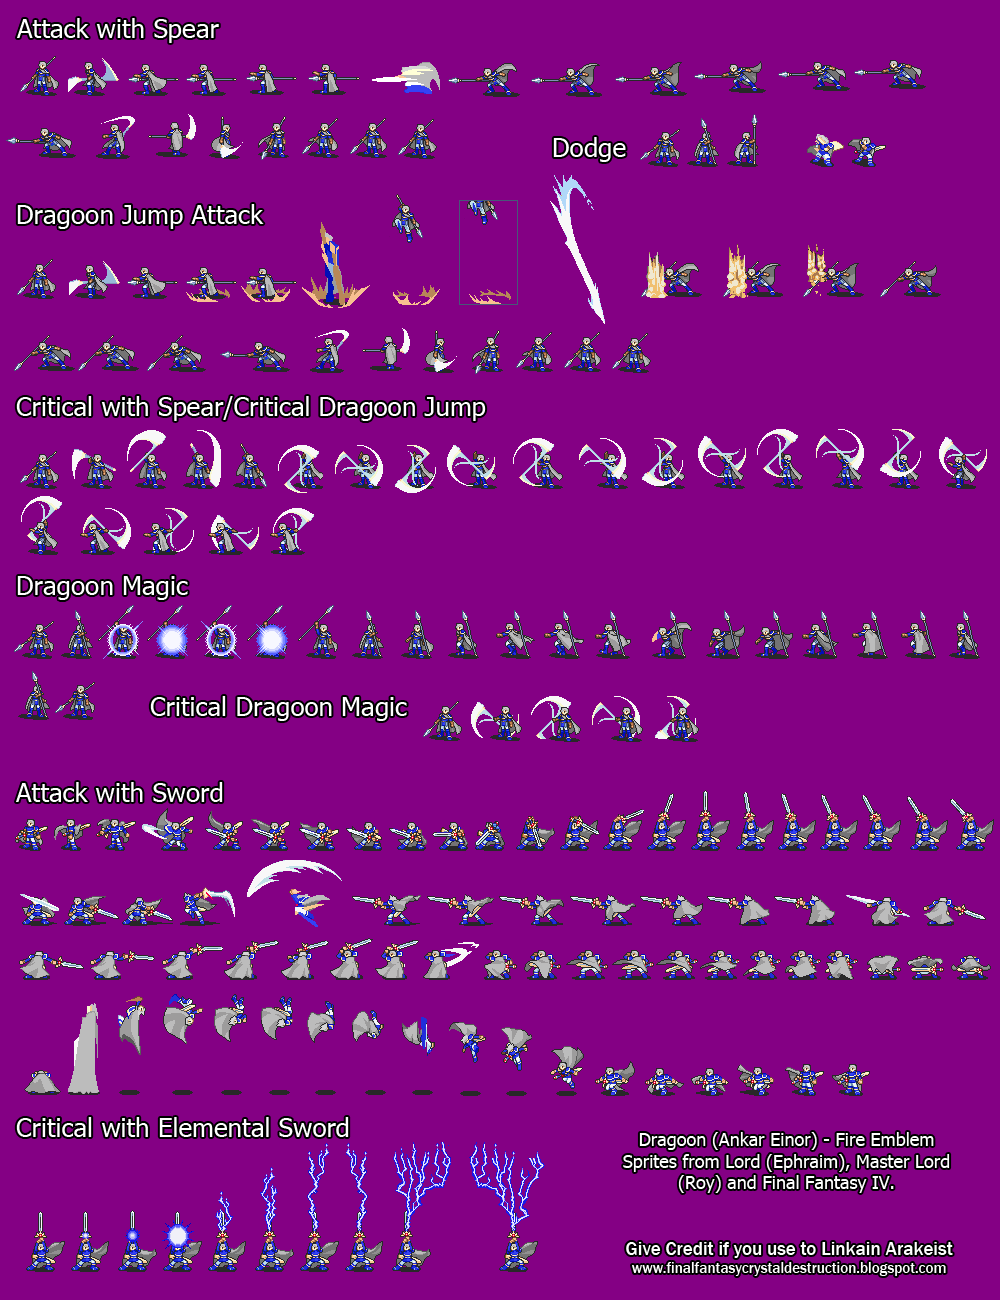 Attack with Spear
Dodge
Dragoon Jump Attack
Critical with Spear/Critical Dragoon Jump
Dragoon Magic
Critical Dragoon Magic
Attack with Sword
Critical with Elemental Sword
Dragoon (Ankar Einor) - Fire Emblem
Sprites from Lord (Ephraim), Master Lord
(Roy) and Final Fantasy IV.
Give Credit if you use to Linkain Arakeist
www.finalfantasycrystaldestruction.blogspot.com